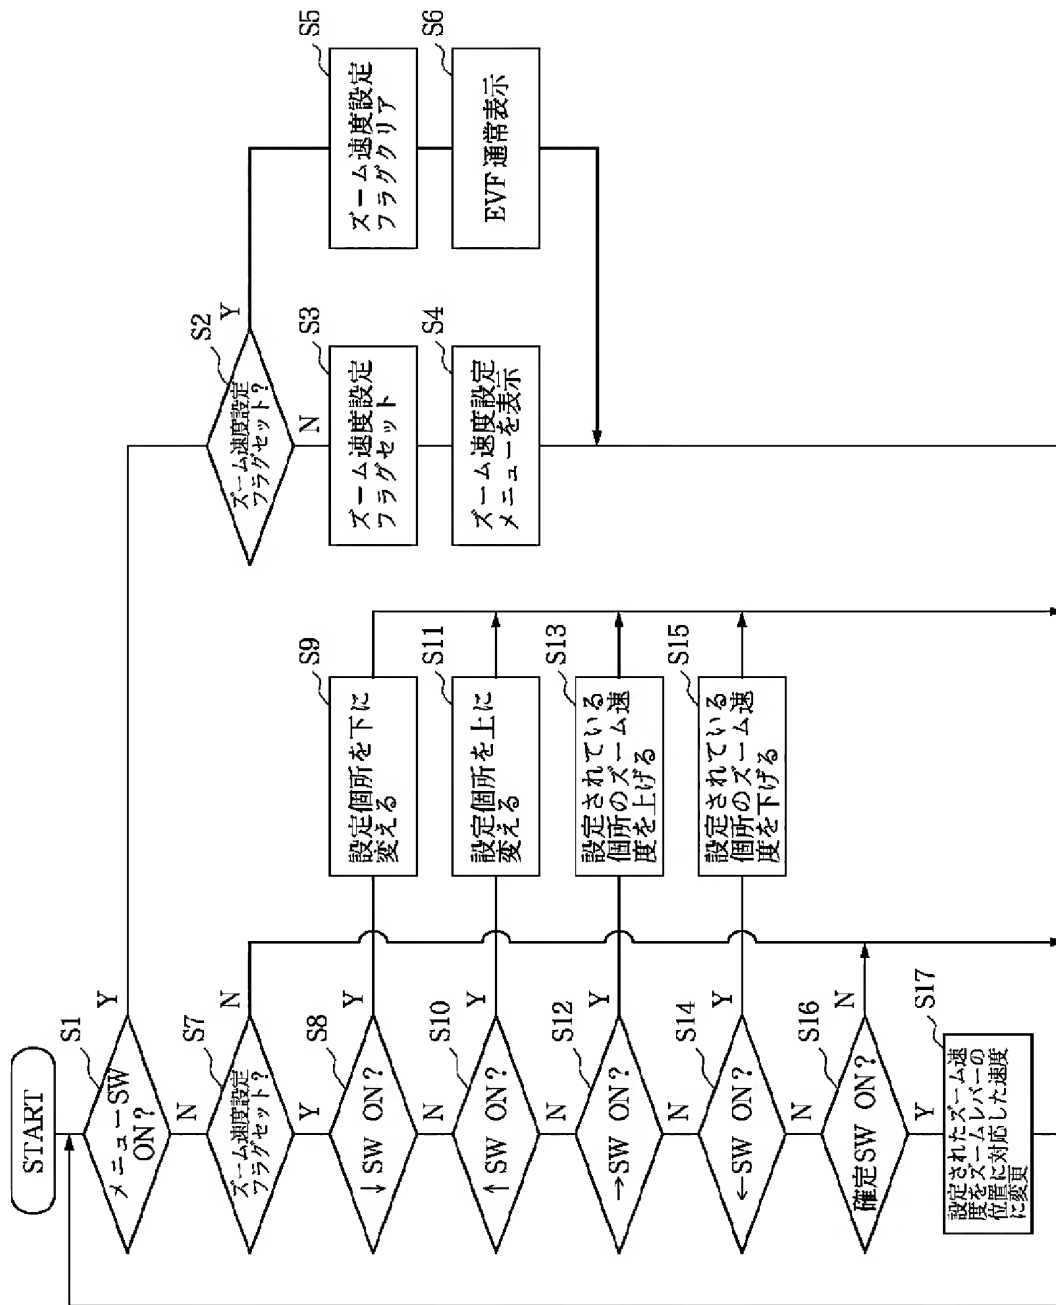 START
S1
メニューSW
ON？
Y
N
S2
ズーム速度設定
フラグセット？
Y
N
S3
ズーム速度設定
フラグセット
S4
ズーム速度設定
メニューを表示
S5
ズーム速度設定
フラグクリア
S6
EVF通常表示
S7
ズーム速度設定
フラグセット？
N
Y
S8
↓SW ON？
Y
N
S9
設定個所を下に
変える
S10
↑SW ON？
Y
N
S11
設定個所を上に
変える
S12
→SW ON？
Y
N
S13
設定されている
個所のズーム速
度を上げる
S14
←SW ON？
Y
N
S15
設定されている
個所のズーム速
度を下げる
S16
確定SW ON？
N
Y
S17
設定されたズーム速
度をズームレバーの
位置に対応した速度
に変更